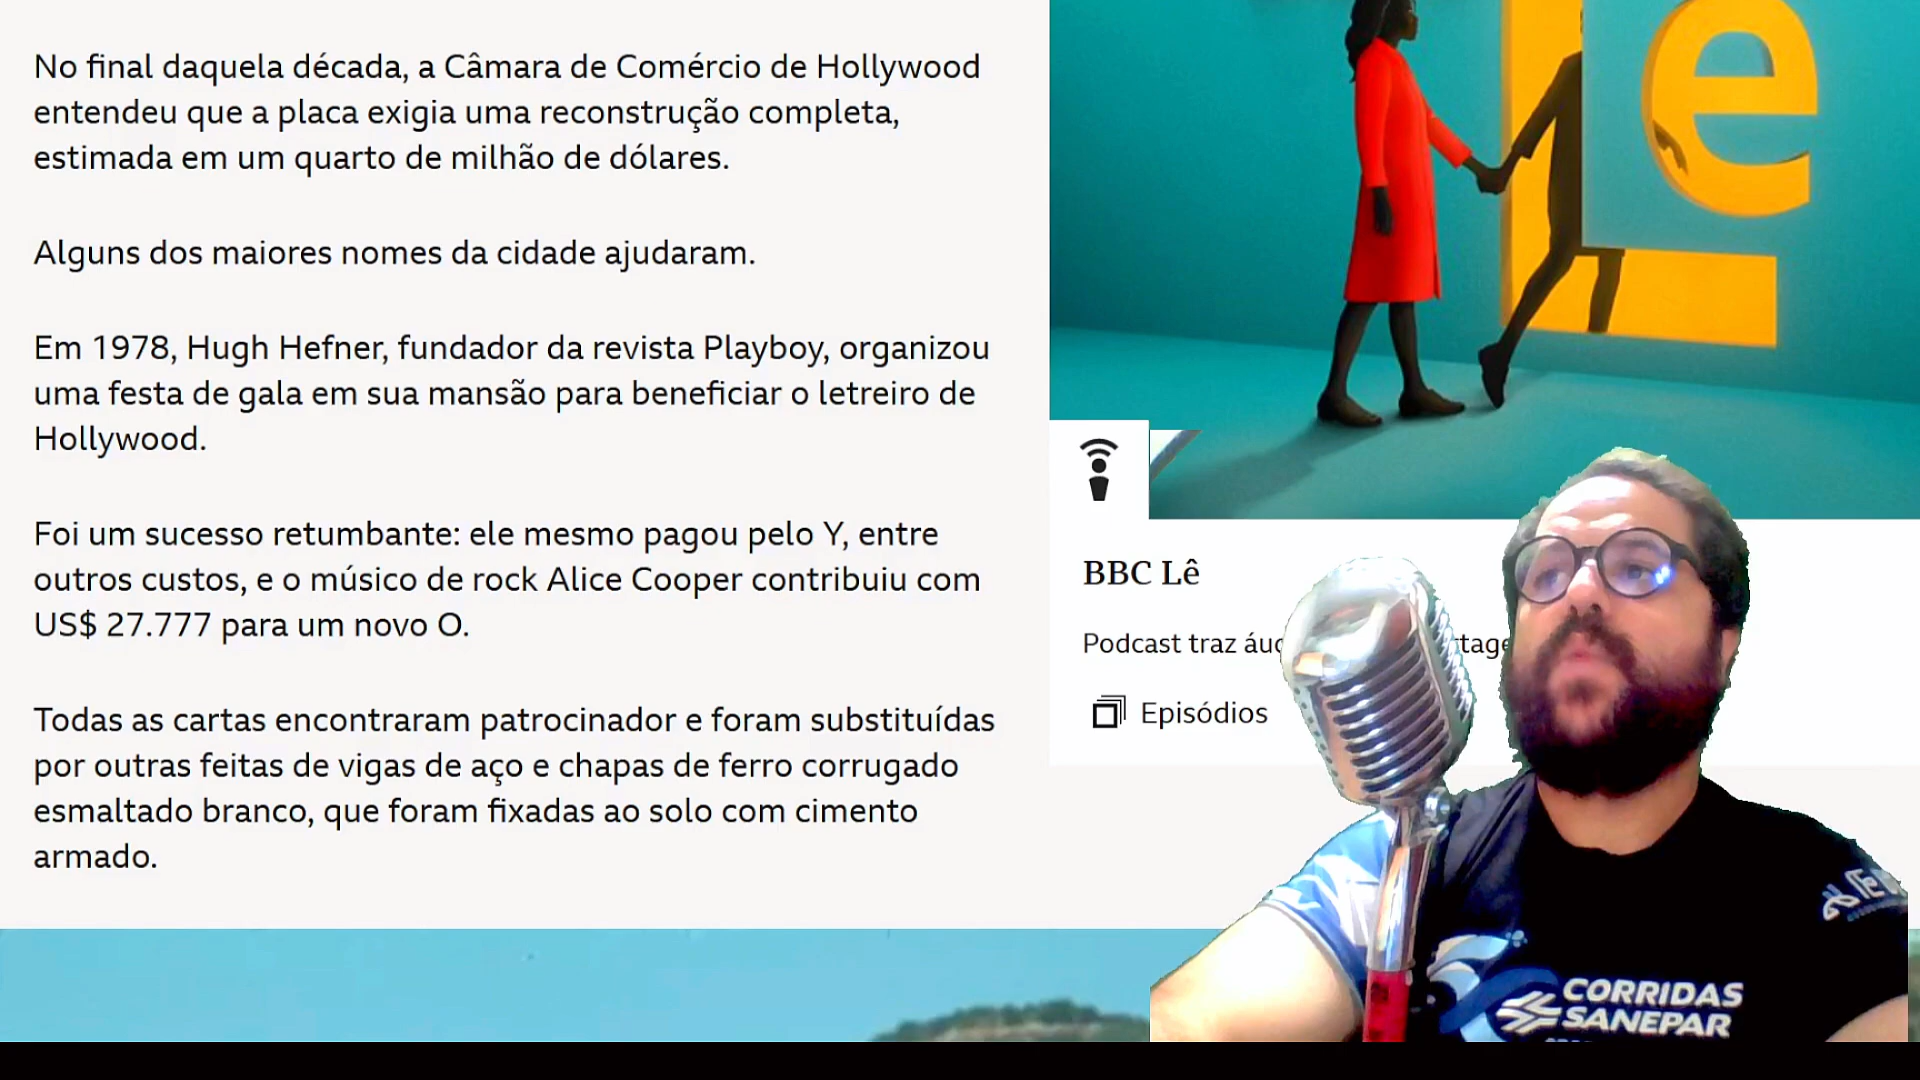 No final daquela década, a Câmara de Comércio de Hollywood
entendeu que a placa exigia uma reconstrução completa,
estimada em um quarto de milhão de dólares.
Alguns dos maiores nomes da cidade ajudaram.
Em 1978, Hugh Hefner, fundador da revista Playboy, organizou
uma festa de gala em sua mansão para beneficiar o letreiro de
Hollywood.
Foi um sucesso retumbante: ele mesmo pagou pelo Y, entre
outros custos, e o músico de rock Alice Cooper contribuiu com
US$ 27.777 para um novo O.
Todas as cartas encontraram patrocinador e foram substituídas
por outras feitas de vigas de aço e chapas de ferro corrugado
esmaltado branco, que foram fixadas ao solo com cimento
armado.
Le
BBC Lê
Podcast traz
Episódios
CORRIDAS
SANEPAR